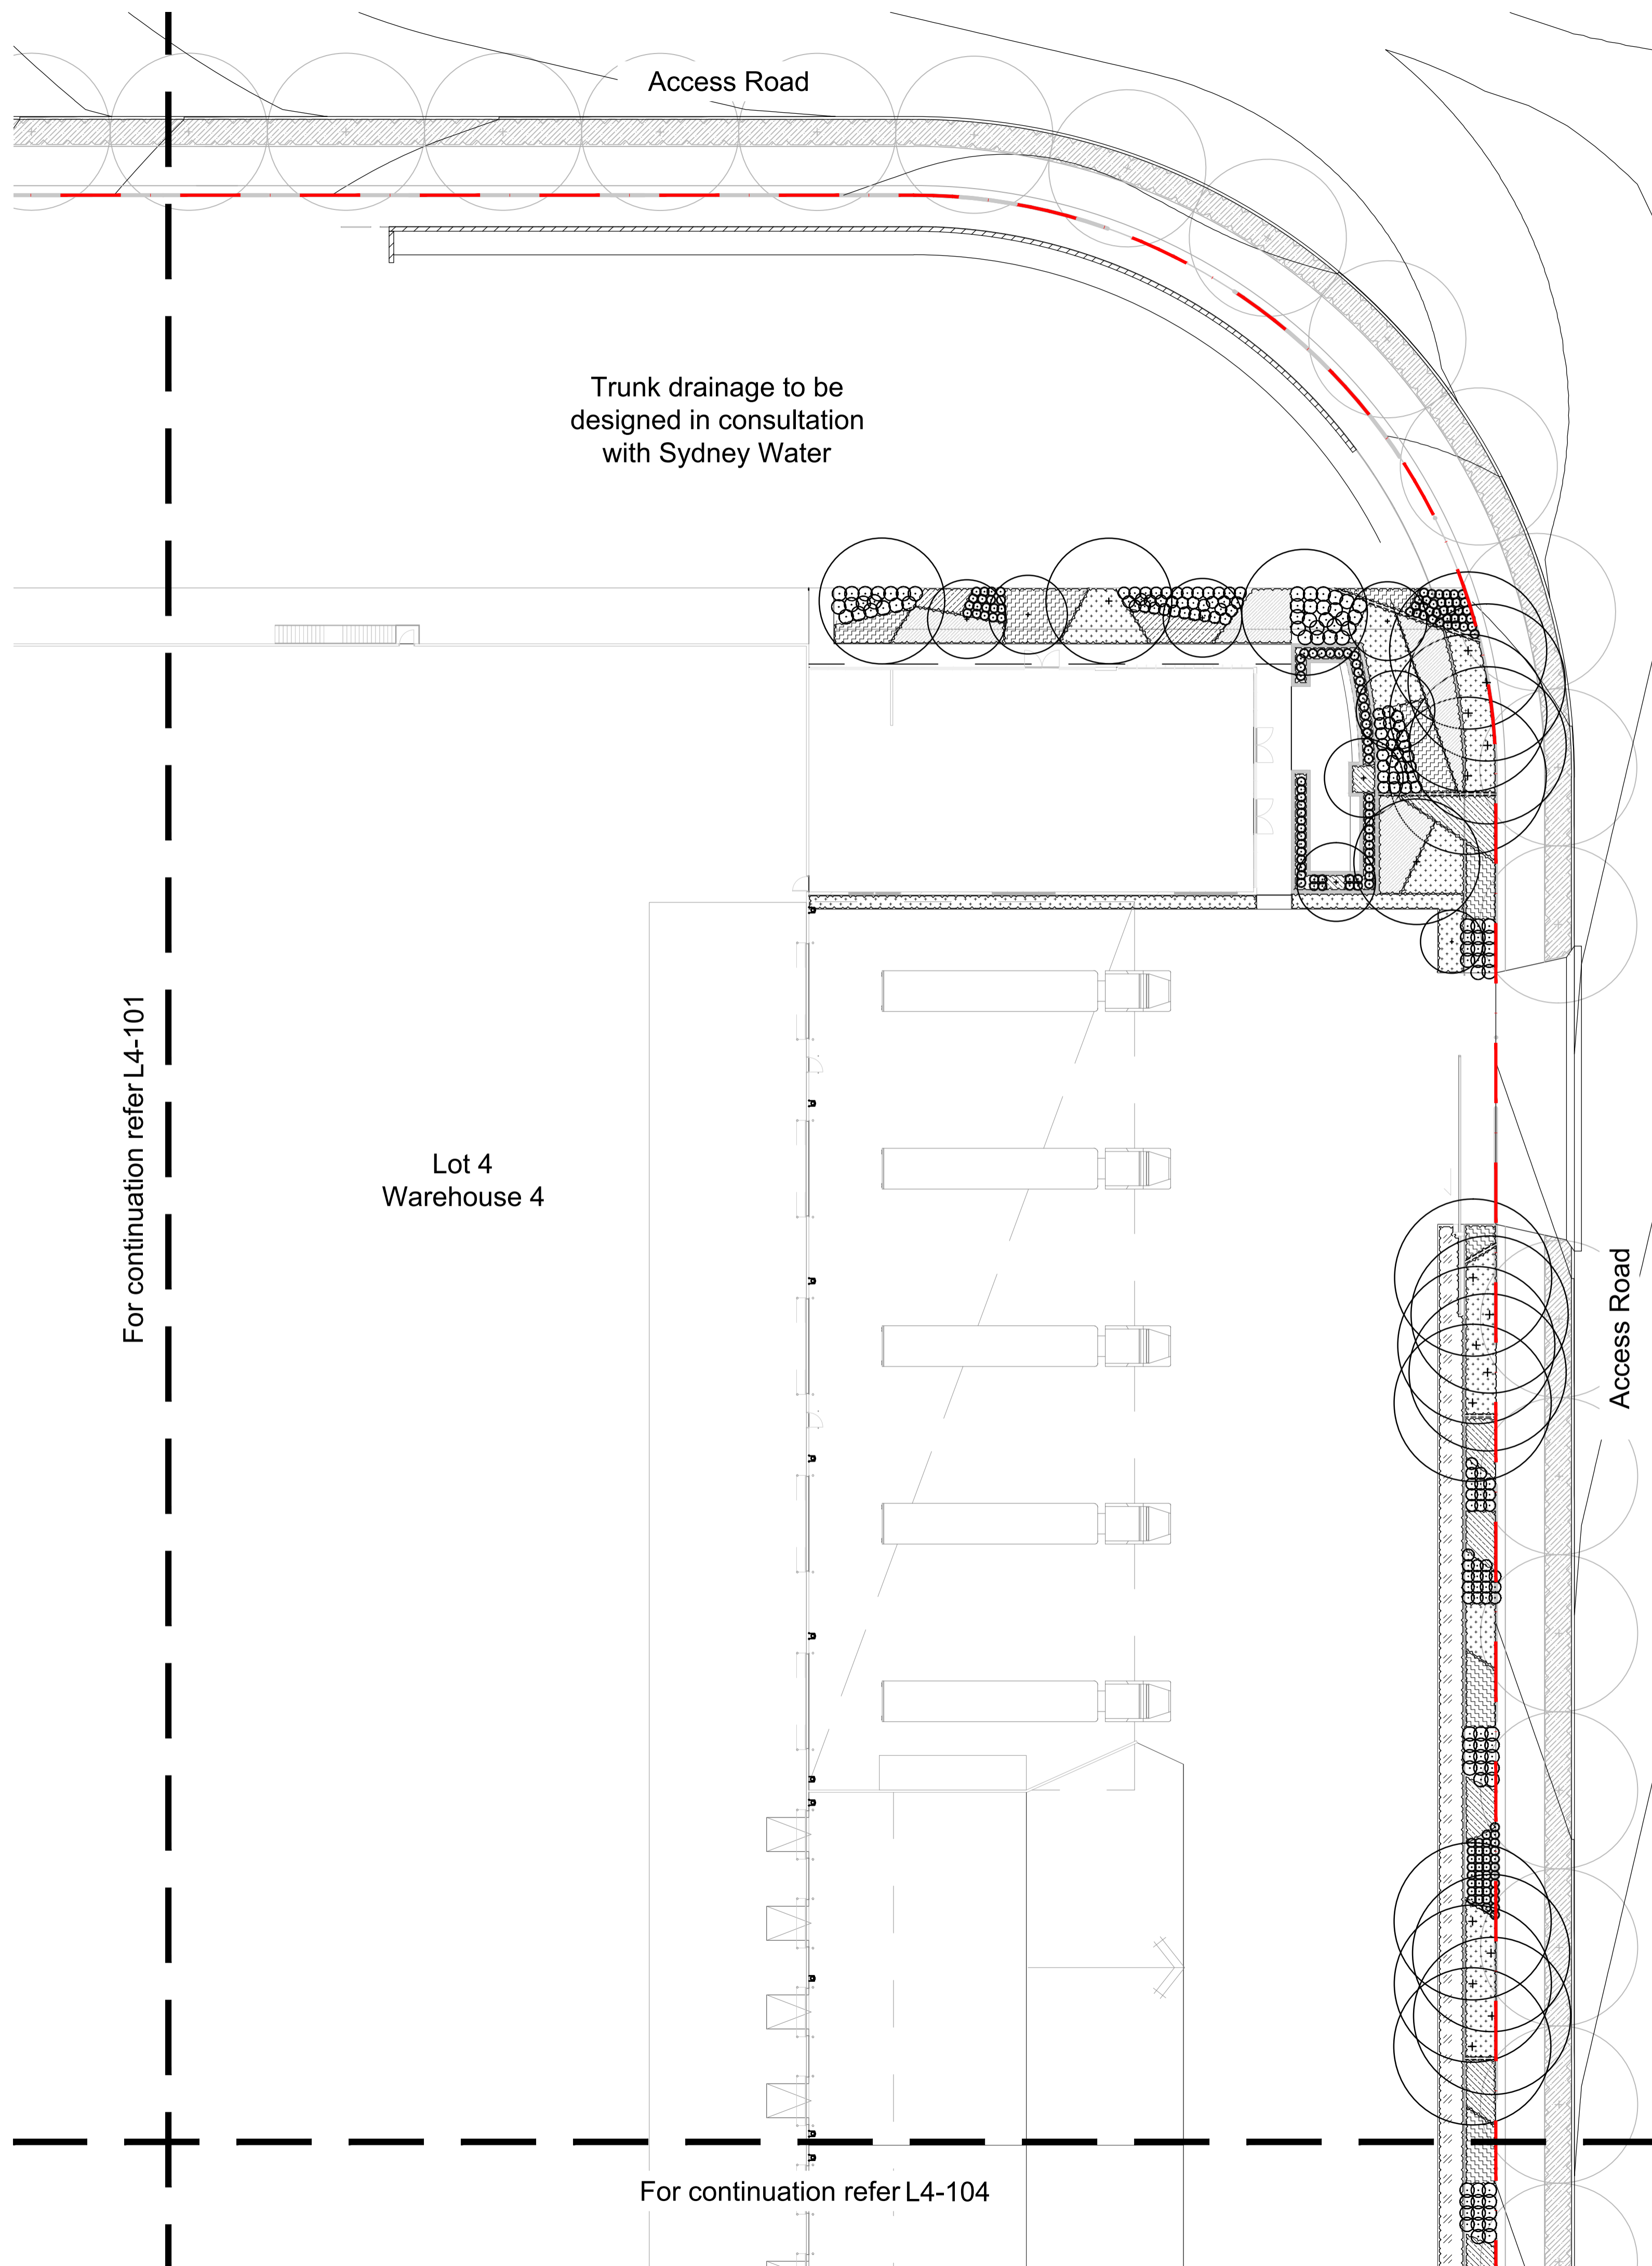 Access Road
Trunk drainage to be
designed in consultation
with Sydney Water
For continuation refer L4-101
Lot 4
Warehouse 4
Access Road
For continuation refer L4-104